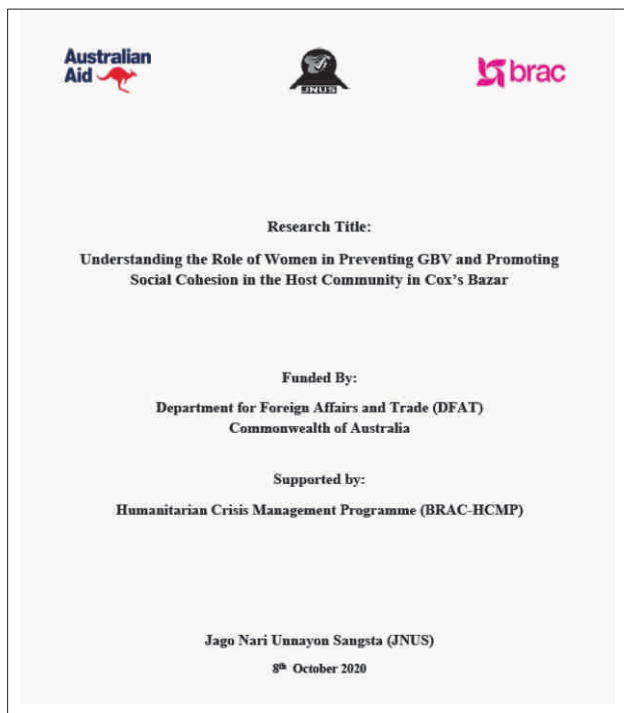 Australian
Aid
JNUS
brac
Research Title:
Understanding the Role of Women in Preventing GBV and Promoting
Social Cohesion in the Host Community in Cox's Bazar
Funded By:
Department for Foreign Affairs and Trade (DFAT)
Commonwealth of Australia
Supported by:
Humanitarian Crisis Management Programme (BRAC-HCMP)
Jago Nari Unnayon Sangsta (JNUS)
8th October 2020